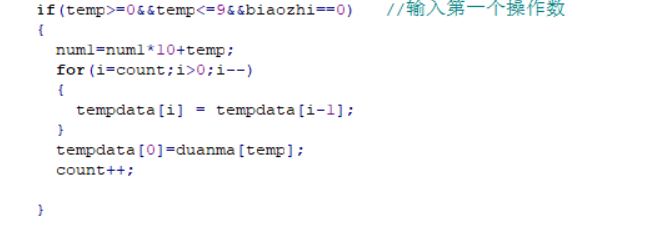 if(temp>=0&&temp<=9&&biaozhi==0)   //输入第一个操作数
{
  num1=num1*10+temp;
  for(i=count;i>0;i--)
  {
    tempdata[i] = tempdata[i-1];
  }
  tempdata[0]=duanma[temp];
  count++;
}